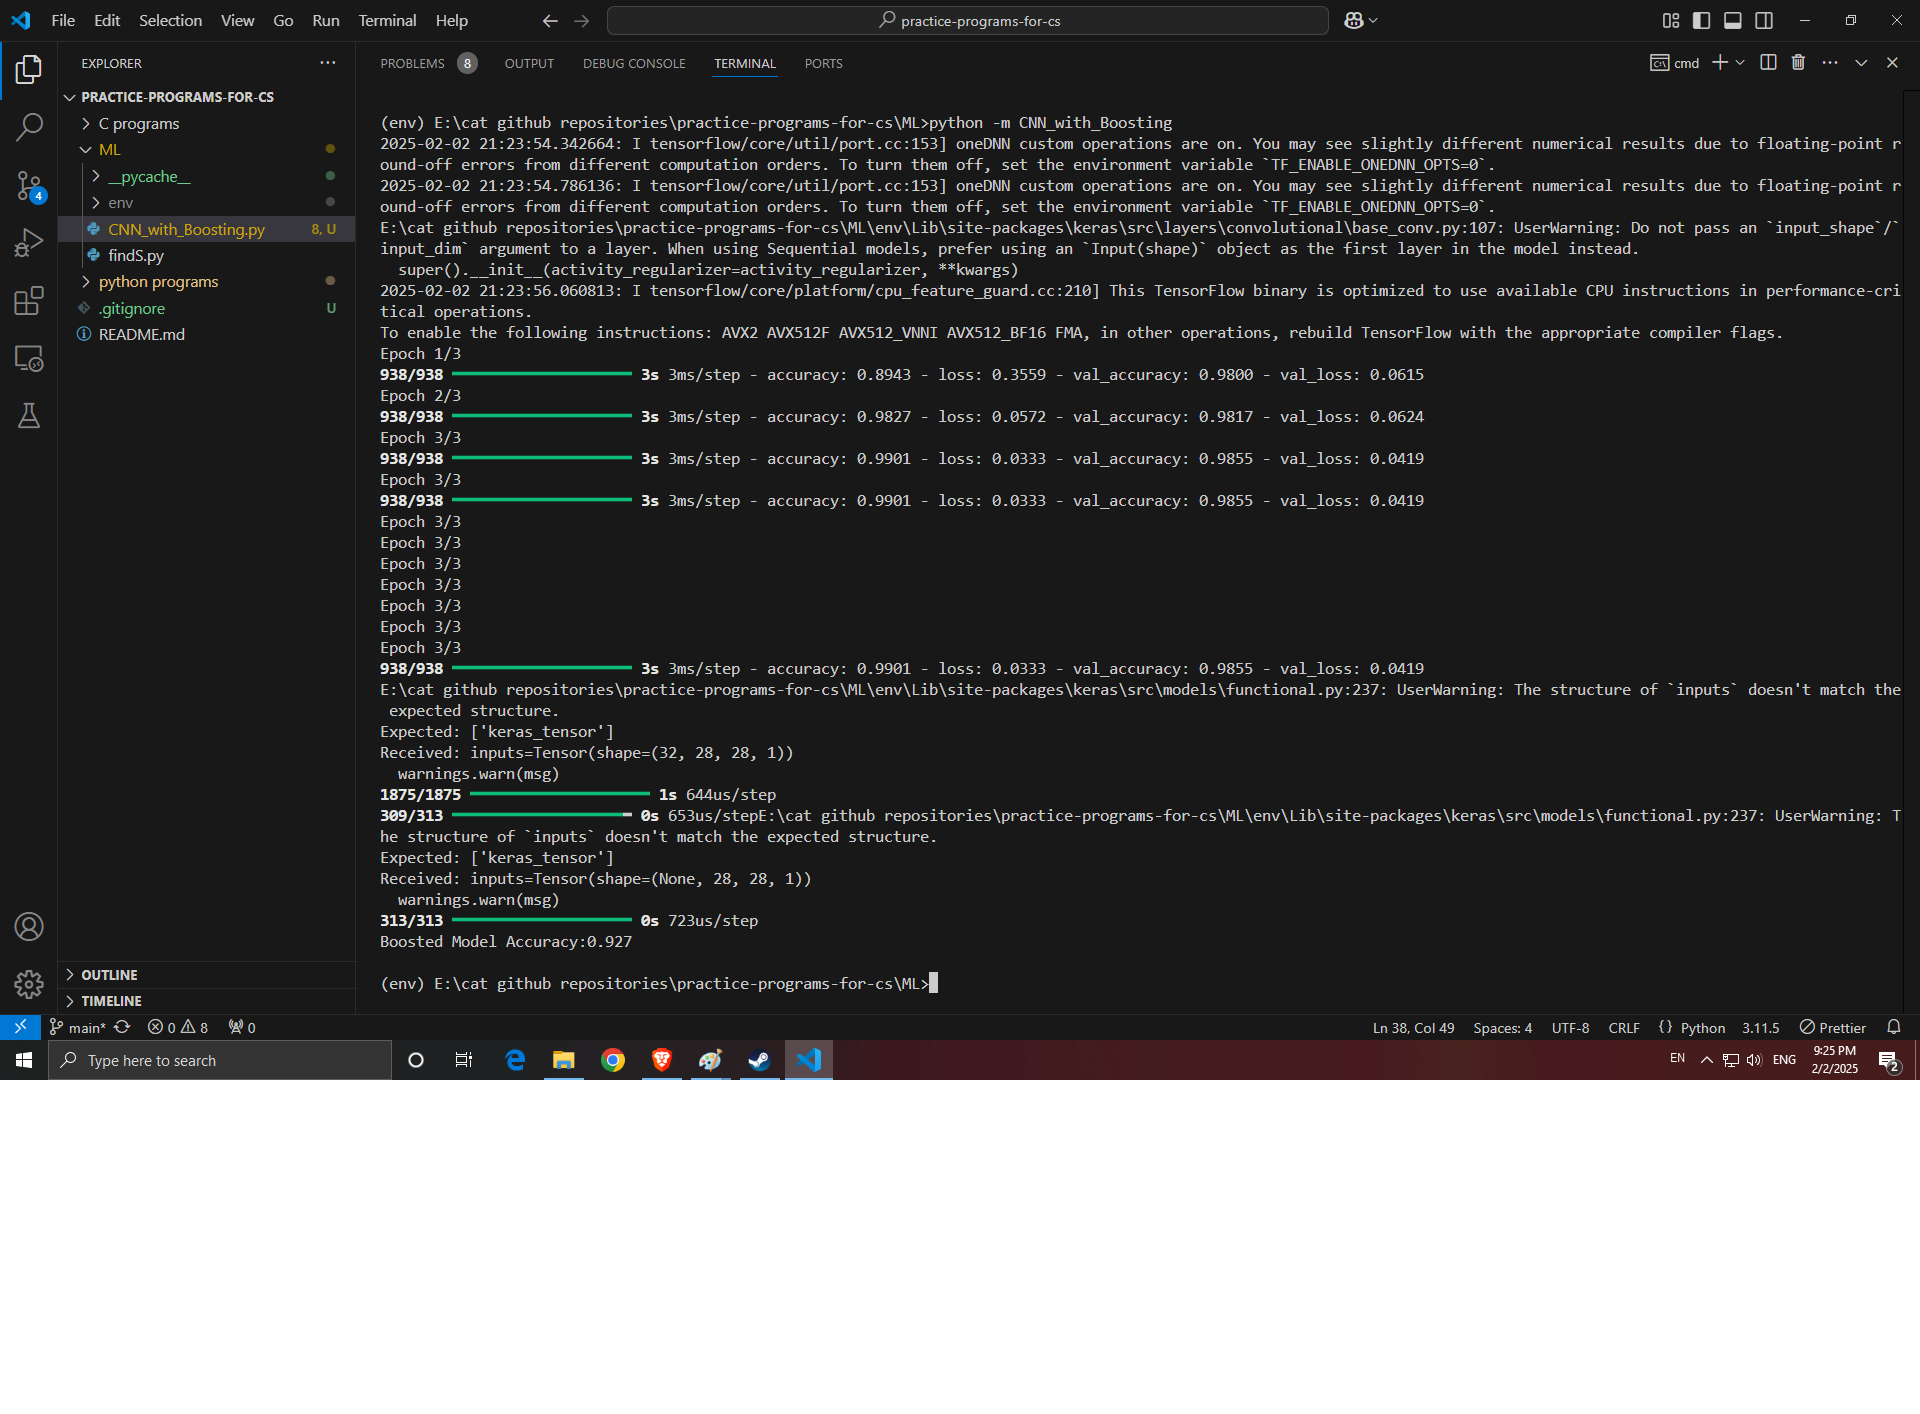 File Edit Selection View Go Run Terminal Help
practice-programs-for-cs
EXPLORER
PRACTICE-PROGRAMS-FOR-CS
C programs
ML
__pycache__
env
CNN_with_Boosting.py 8, U
findS.py
python programs
.gitignore U
README.md
4
OUTLINE
TIMELINE
PROBLEMS 8 OUTPUT DEBUG CONSOLE TERMINAL PORTS
cmd
(env) E:\cat github repositories\practice-programs-for-cs\ML>python -m CNN_with_Boosting
2025-02-02 21:23:54.342664: I tensorflow/core/util/port.cc:153] oneDNN custom operations are on. You may see slightly different numerical results due to floating-point r
ound-off errors from different computation orders. To turn them off, set the environment variable `TF_ENABLE_ONEDNN_OPTS=0`.
2025-02-02 21:23:54.786136: I tensorflow/core/util/port.cc:153] oneDNN custom operations are on. You may see slightly different numerical results due to floating-point r
ound-off errors from different computation orders. To turn them off, set the environment variable `TF_ENABLE_ONEDNN_OPTS=0`.
E:\cat github repositories\practice-programs-for-cs\ML\env\Lib\site-packages\keras\src\layers\convolutional\base_conv.py:107: UserWarning: Do not pass an `input_shape`/`
input_dim` argument to a layer. When using Sequential models, prefer using an `Input(shape)` object as the first layer in the model instead.
super().__init__(activity_regularizer=activity_regularizer, **kwargs)
2025-02-02 21:23:56.060813: I tensorflow/core/platform/cpu_feature_guard.cc:210] This TensorFlow binary is optimized to use available CPU instructions in performance-cri
tical operations.
To enable the following instructions: AVX2 AVX512F AVX512_VNNI AVX512_BF16 FMA, in other operations, rebuild TensorFlow with the appropriate compiler flags.
Epoch 1/3
938/938 3s 3ms/step - accuracy: 0.8943 - loss: 0.3559 - val_accuracy: 0.9800 - val_loss: 0.0615
Epoch 2/3
938/938 3s 3ms/step - accuracy: 0.9827 - loss: 0.0572 - val_accuracy: 0.9817 - val_loss: 0.0624
Epoch 3/3
938/938 3s 3ms/step - accuracy: 0.9901 - loss: 0.0333 - val_accuracy: 0.9855 - val_loss: 0.0419
Epoch 3/3
938/938 3s 3ms/step - accuracy: 0.9901 - loss: 0.0333 - val_accuracy: 0.9855 - val_loss: 0.0419
Epoch 3/3
Epoch 3/3
Epoch 3/3
Epoch 3/3
Epoch 3/3
Epoch 3/3
Epoch 3/3
938/938 3s 3ms/step - accuracy: 0.9901 - loss: 0.0333 - val_accuracy: 0.9855 - val_loss: 0.0419
E:\cat github repositories\practice-programs-for-cs\ML\env\Lib\site-packages\keras\src\models\functional.py:237: UserWarning: The structure of `inputs` doesn't match the
expected structure.
Expected: ['keras_tensor']
Received: inputs=Tensor(shape=(32, 28, 28, 1))
warnings.warn(msg)
1875/1875 1s 644us/step
309/313 0s 653us/stepE:\cat github repositories\practice-programs-for-cs\ML\env\Lib\site-packages\keras\src\models\functional.py:237: UserWarning: T
he structure of `inputs` doesn't match the expected structure.
Expected: ['keras_tensor']
Received: inputs=Tensor(shape=(None, 28, 28, 1))
warnings.warn(msg)
313/313 0s 723us/step
Boosted Model Accuracy:0.927
(env) E:\cat github repositories\practice-programs-for-cs\ML>
main* 0 8 0 Ln 38, Col 49 Spaces: 4 UTF-8 CRLF {} Python 3.11.5 Prettier
Type here to search
EN ENG 9:25 PM
2/2/2025
2